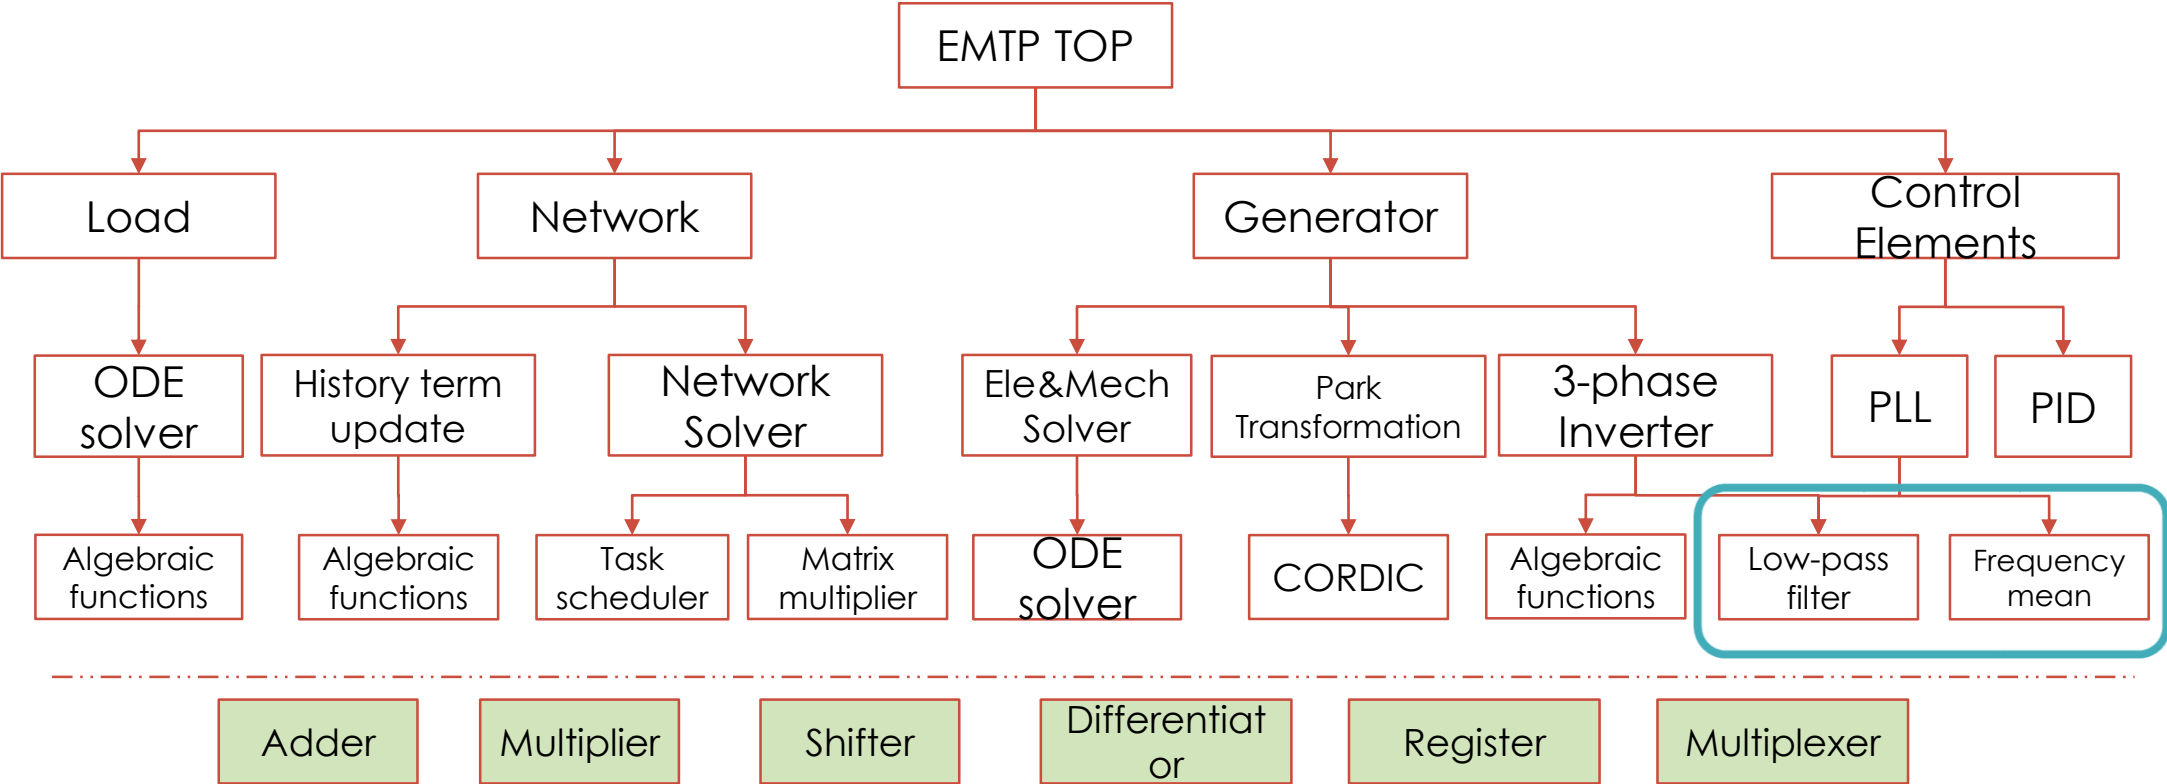 EMTP TOP
Load
Network
Generator
Control
Elements
ODE
solver
History term
update
Network
Solver
Ele&Mech
Solver
Park
Transformation
3-phase
Inverter
PLL
PID
Algebraic
functions
Algebraic
functions
Task
scheduler
Matrix
multiplier
ODE
solver
CORDIC
Algebraic
functions
Low-pass
filter
Frequency
mean
Adder
Multiplier
Shifter
Differentiat
or
Register
Multiplexer